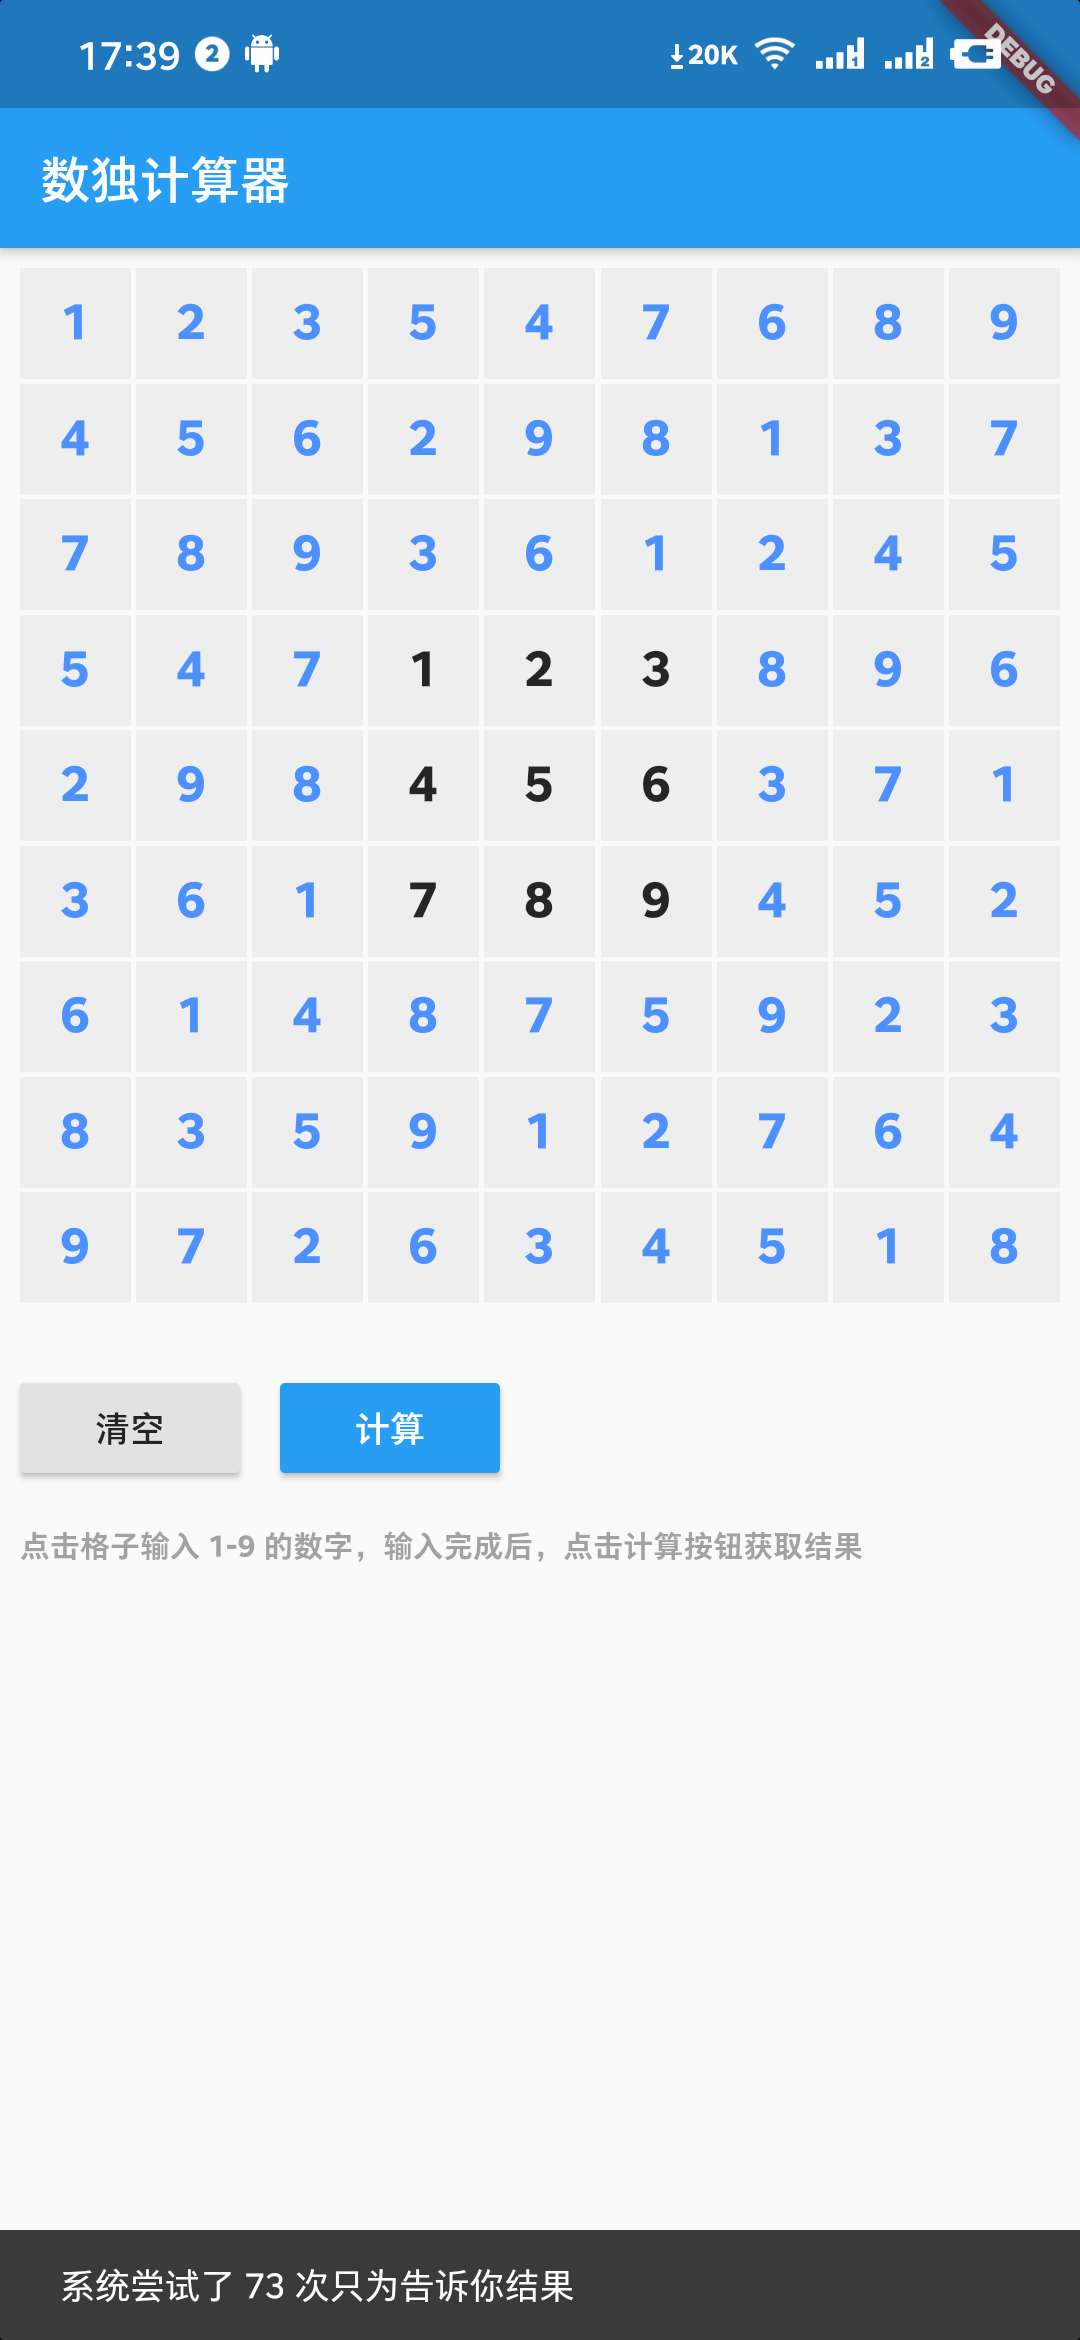 17:39 2 20K 1 2 DEBUG
数独计算器
1 2 3 5 4 7 6 8 9
4 5 6 2 9 8 1 3 7
7 8 9 3 6 1 2 4 5
5 4 7 1 2 3 8 9 6
2 9 8 4 5 6 3 7 1
3 6 1 7 8 9 4 5 2
6 1 4 8 7 5 9 2 3
8 3 5 9 1 2 7 6 4
9 7 2 6 3 4 5 1 8
清空 计算
点击格子输入 1-9 的数字，输入完成后，点击计算按钮获取结果
系统尝试了 73 次只为告诉你结果